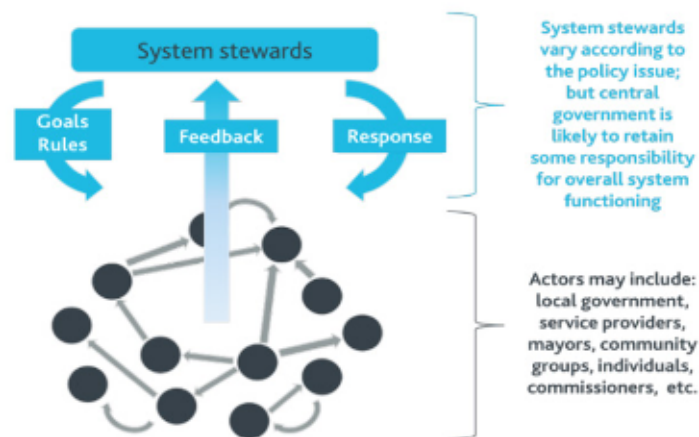 System stewards
Goals
Rules
Feedback
Response
System stewards
vary according to
the policy issue;
but central
government is
likely to retain
some responsibility
for overall system
functioning
Actors may include:
local government,
service providers,
mayors, community
groups, individuals,
commissioners, etc.